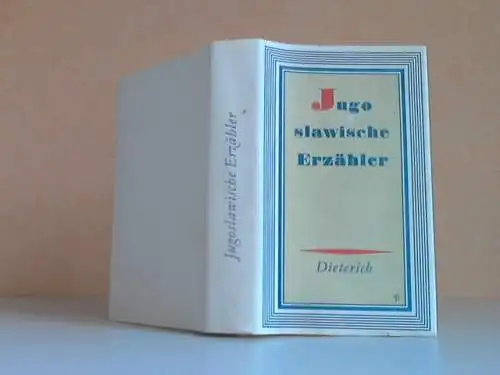 Jugoslawische Erzähler
Jugo
slawische
Erzähler
Dieterich